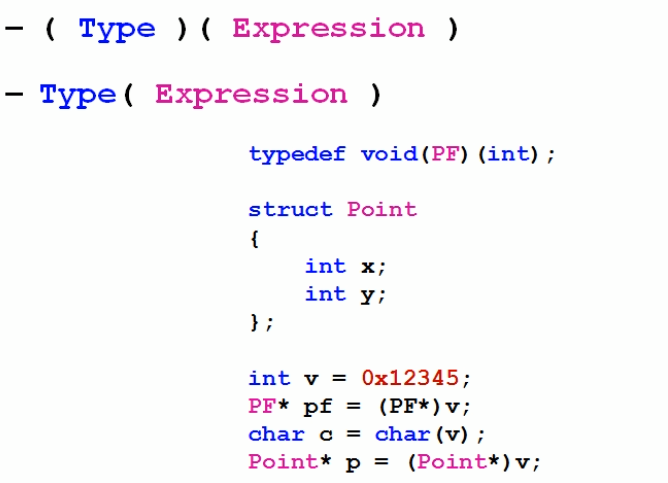 – ( Type )( Expression )
– Type( Expression )
typedef void(PF)(int);
struct Point
{
    int x;
    int y;
};
int v = 0x12345;
PF* pf = (PF*)v;
char c = char(v);
Point* p = (Point*)v;